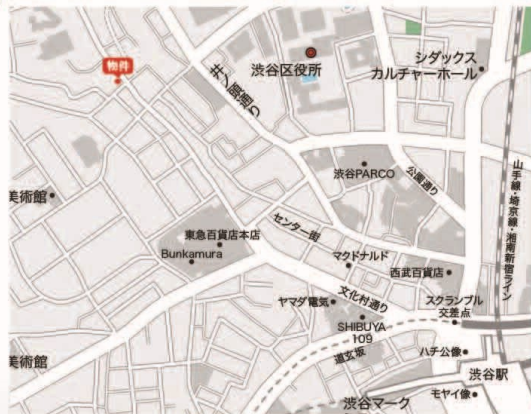 物件
井ノ頭通り
渋谷区役所
シダックス
カルチャーホール
山手線・埼京線・湘南新宿ライン
渋谷PARCO
公園通り
美術館
センター街
東急百貨店本店
Bunkamura
マクドナルド
西武百貨店
文化村通り
ヤマダ電気
スクランブル
交差点
SHIBUYA
109
道玄坂
ハチ公像
美術館
渋谷駅
モヤイ像
渋谷マーク